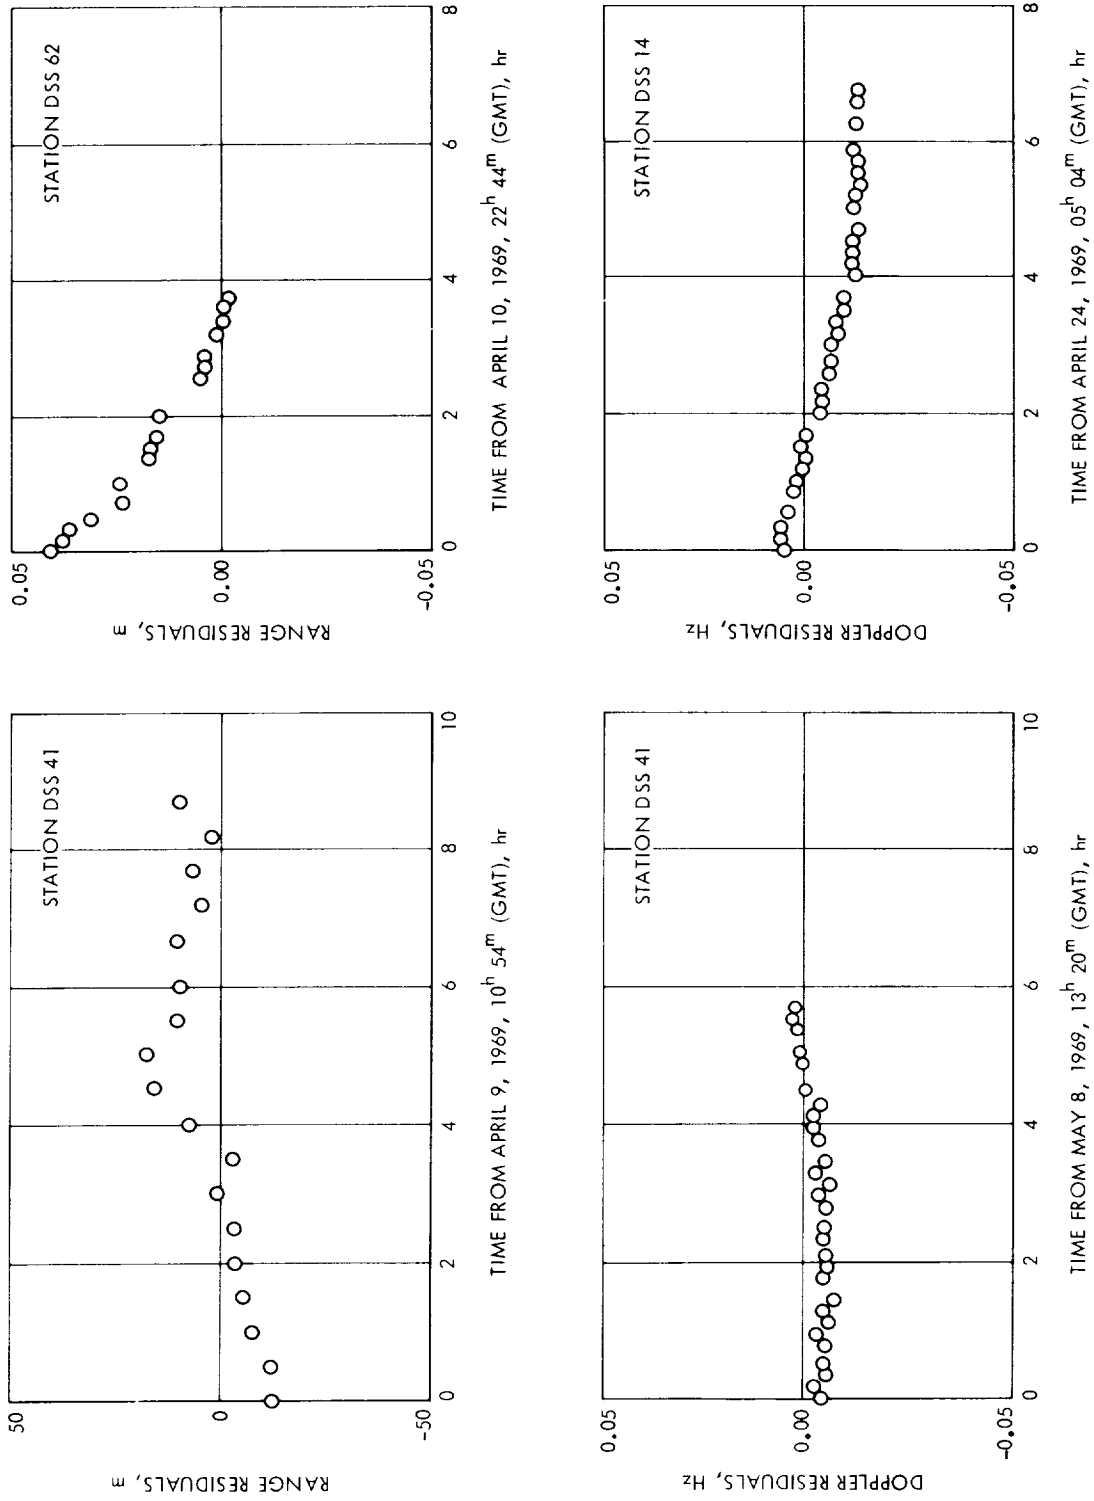 STATION DSS 41
50
0
-50
RANGE RESIDUALS, m
0
2
4
6
8
10
TIME FROM APRIL 9, 1969, 10h 54m (GMT), hr
STATION DSS 62
0.05
0.00
-0.05
RANGE RESIDUALS, m
0
2
4
6
8
TIME FROM APRIL 10, 1969, 22h 44m (GMT), hr
STATION DSS 41
0.05
0.00
-0.05
DOPPLER RESIDUALS, Hz
0
2
4
6
8
10
TIME FROM MAY 8, 1969, 13h 20m (GMT), hr
STATION DSS 14
0.05
0.00
-0.05
DOPPLER RESIDUALS, Hz
0
2
4
6
8
TIME FROM APRIL 24, 1969, 05h 04m (GMT), hr